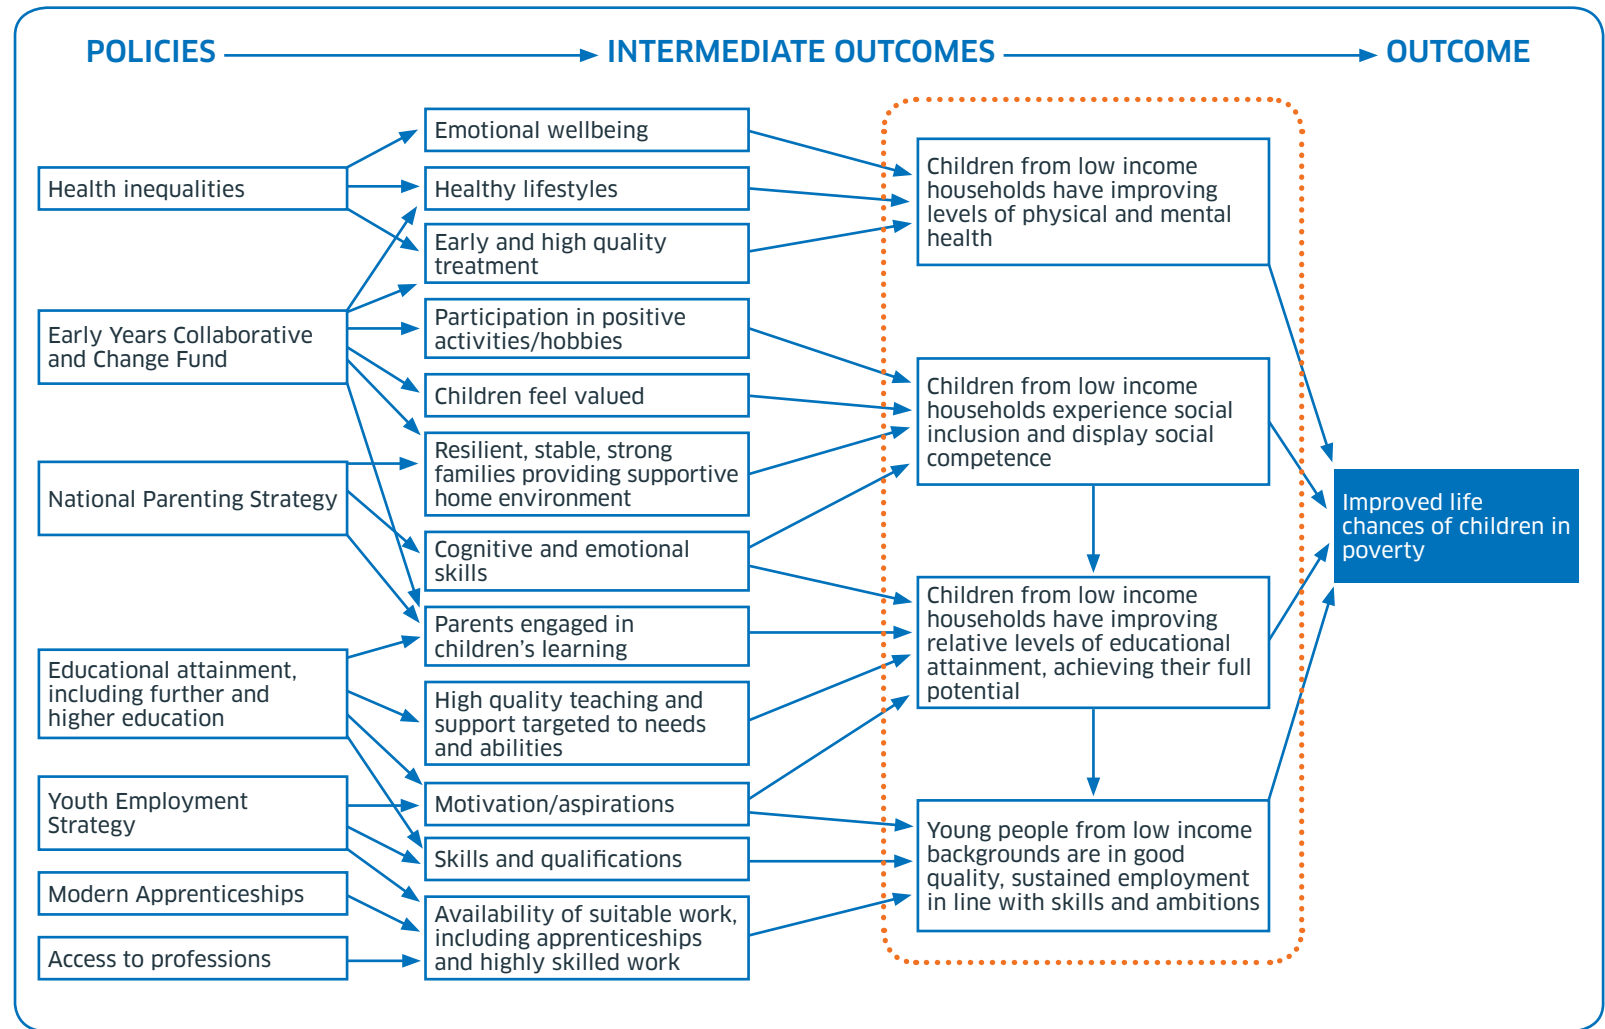 POLICIES
INTERMEDIATE OUTCOMES
OUTCOME
Health inequalities
Early Years Collaborative
and Change Fund
National Parenting Strategy
Educational attainment,
including further and
higher education
Youth Employment
Strategy
Modern Apprenticeships
Access to professions
Emotional wellbeing
Healthy lifestyles
Early and high quality
treatment
Participation in positive
activities/hobbies
Children feel valued
Resilient, stable, strong
families providing supportive
home environment
Cognitive and emotional
skills
Parents engaged in
children’s learning
High quality teaching and
support targeted to needs
and abilities
Motivation/aspirations
Skills and qualifications
Availability of suitable work,
including apprenticeships
and highly skilled work
Children from low income
households have improving
levels of physical and mental
health
Children from low income
households experience social
inclusion and display social
competence
Children from low income
households have improving
relative levels of educational
attainment, achieving their full
potential
Young people from low income
backgrounds are in good
quality, sustained employment
in line with skills and ambitions
Improved life
chances of children in
poverty